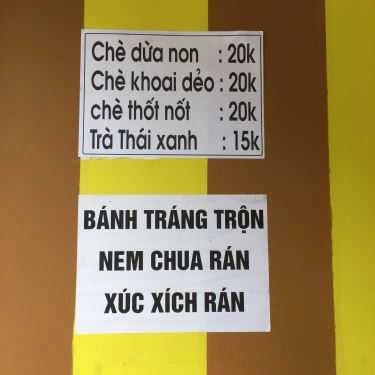 Chè dừa non : 20k
Chè khoai dẻo : 20k
chè thốt nốt : 20k
Trà Thái xanh : 15k
BÁNH TRÁNG TRỘN
NEM CHUA RÁN
XÚC XÍCH RÁN